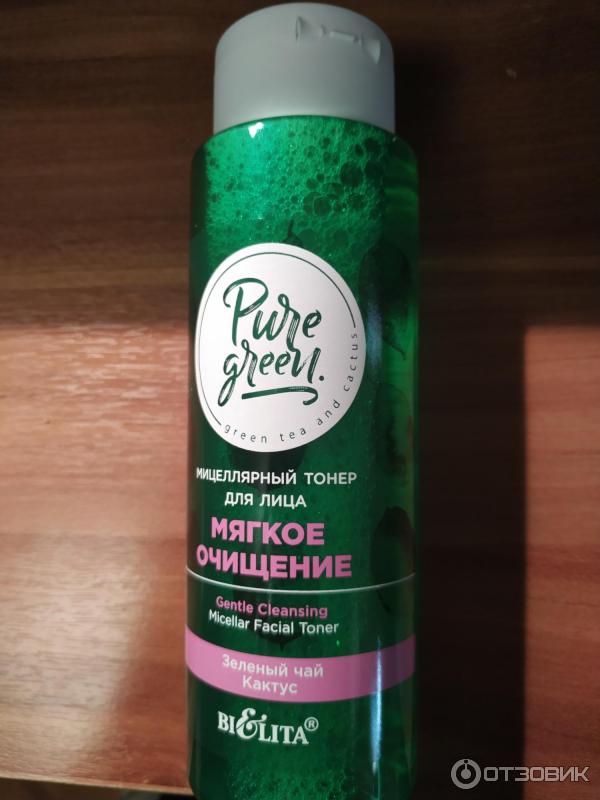 Pure
green.
green tea and cactus
МИЦЕЛЛЯРНЫЙ ТОНЕР
ДЛЯ ЛИЦА
МЯГКОЕ
ОЧИЩЕНИЕ
Gentle Cleansing
Micellar Facial Toner
Зеленый чай
Кактус
BIELITA®
ОТЗОВИК